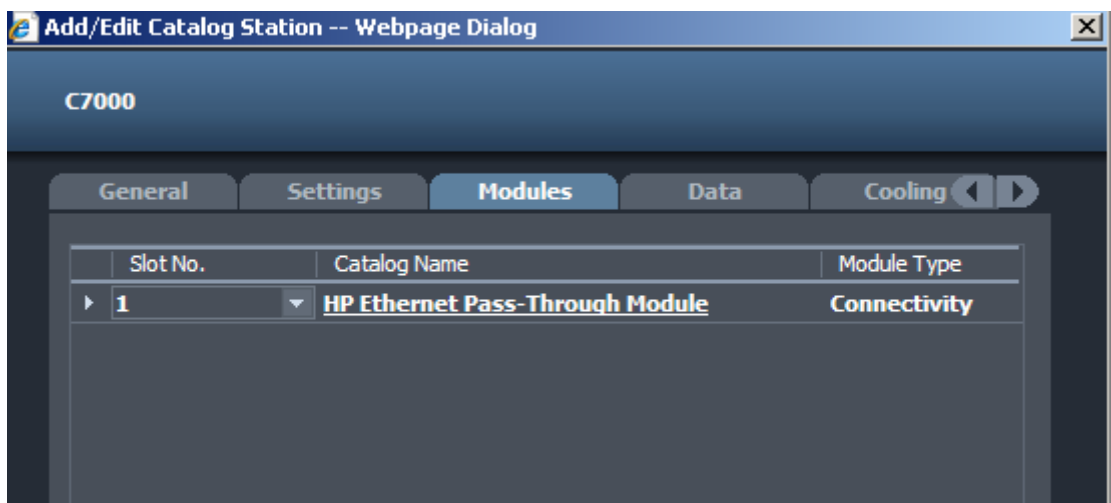 Add/Edit Catalog Station -- Webpage Dialog
C7000
General Settings Modules Data Cooling
Slot No. Catalog Name Module Type
1 HP Ethernet Pass-Through Module Connectivity